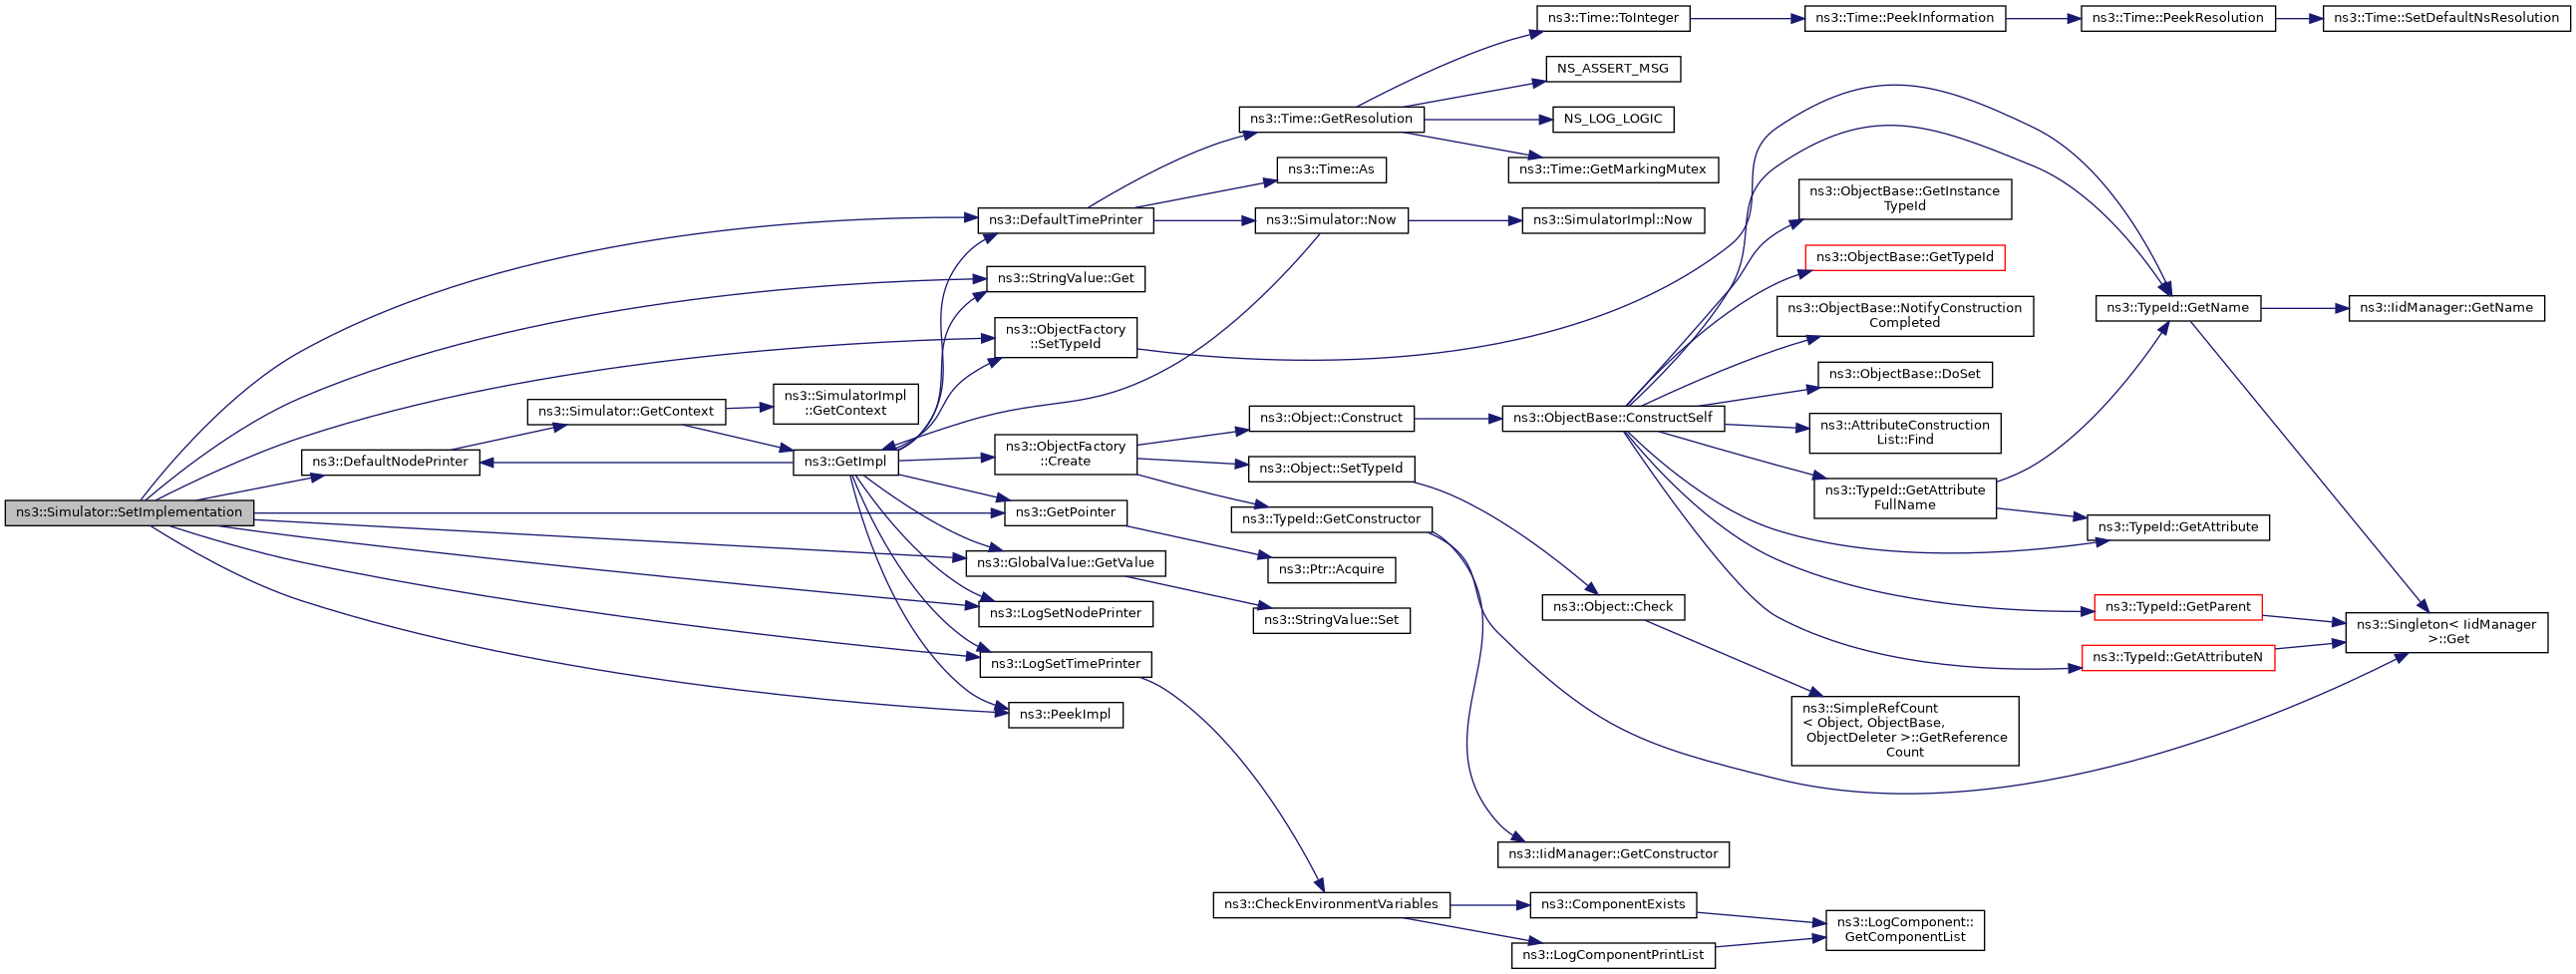 ns3::Time::ToInteger
ns3::Time::PeekInformation
ns3::Time::PeekResolution
ns3::Time::SetDefaultNsResolution
NS_ASSERT_MSG
ns3::Time::GetResolution
NS_LOG_LOGIC
ns3::Time::GetMarkingMutex
ns3::Time::As
ns3::DefaultTimePrinter
ns3::Simulator::Now
ns3::SimulatorImpl::Now
ns3::ObjectBase::GetInstance
TypeId
ns3::ObjectBase::GetTypeId
ns3::StringValue::Get
ns3::ObjectBase::NotifyConstruction
Completed
ns3::TypeId::GetName
ns3::IidManager::GetName
ns3::ObjectFactory
::SetTypeId
ns3::ObjectBase::DoSet
ns3::SimulatorImpl
::GetContext
ns3::Simulator::GetContext
ns3::Object::Construct
ns3::ObjectBase::ConstructSelf
ns3::AttributeConstruction
List::Find
ns3::DefaultNodePrinter
ns3::GetImpl
ns3::ObjectFactory
::Create
ns3::Object::SetTypeId
ns3::TypeId::GetAttribute
FullName
ns3::Simulator::SetImplementation
ns3::GetPointer
ns3::TypeId::GetConstructor
ns3::TypeId::GetAttribute
ns3::GlobalValue::GetValue
ns3::Ptr::Acquire
ns3::LogSetNodePrinter
ns3::StringValue::Set
ns3::Object::Check
ns3::TypeId::GetParent
ns3::Singleton< IidManager
>::Get
ns3::LogSetTimePrinter
ns3::TypeId::GetAttributeN
ns3::PeekImpl
ns3::SimpleRefCount
< Object, ObjectBase,
ObjectDeleter >::GetReference
Count
ns3::IidManager::GetConstructor
ns3::CheckEnvironmentVariables
ns3::ComponentExists
ns3::LogComponent::
GetComponentList
ns3::LogComponentPrintList